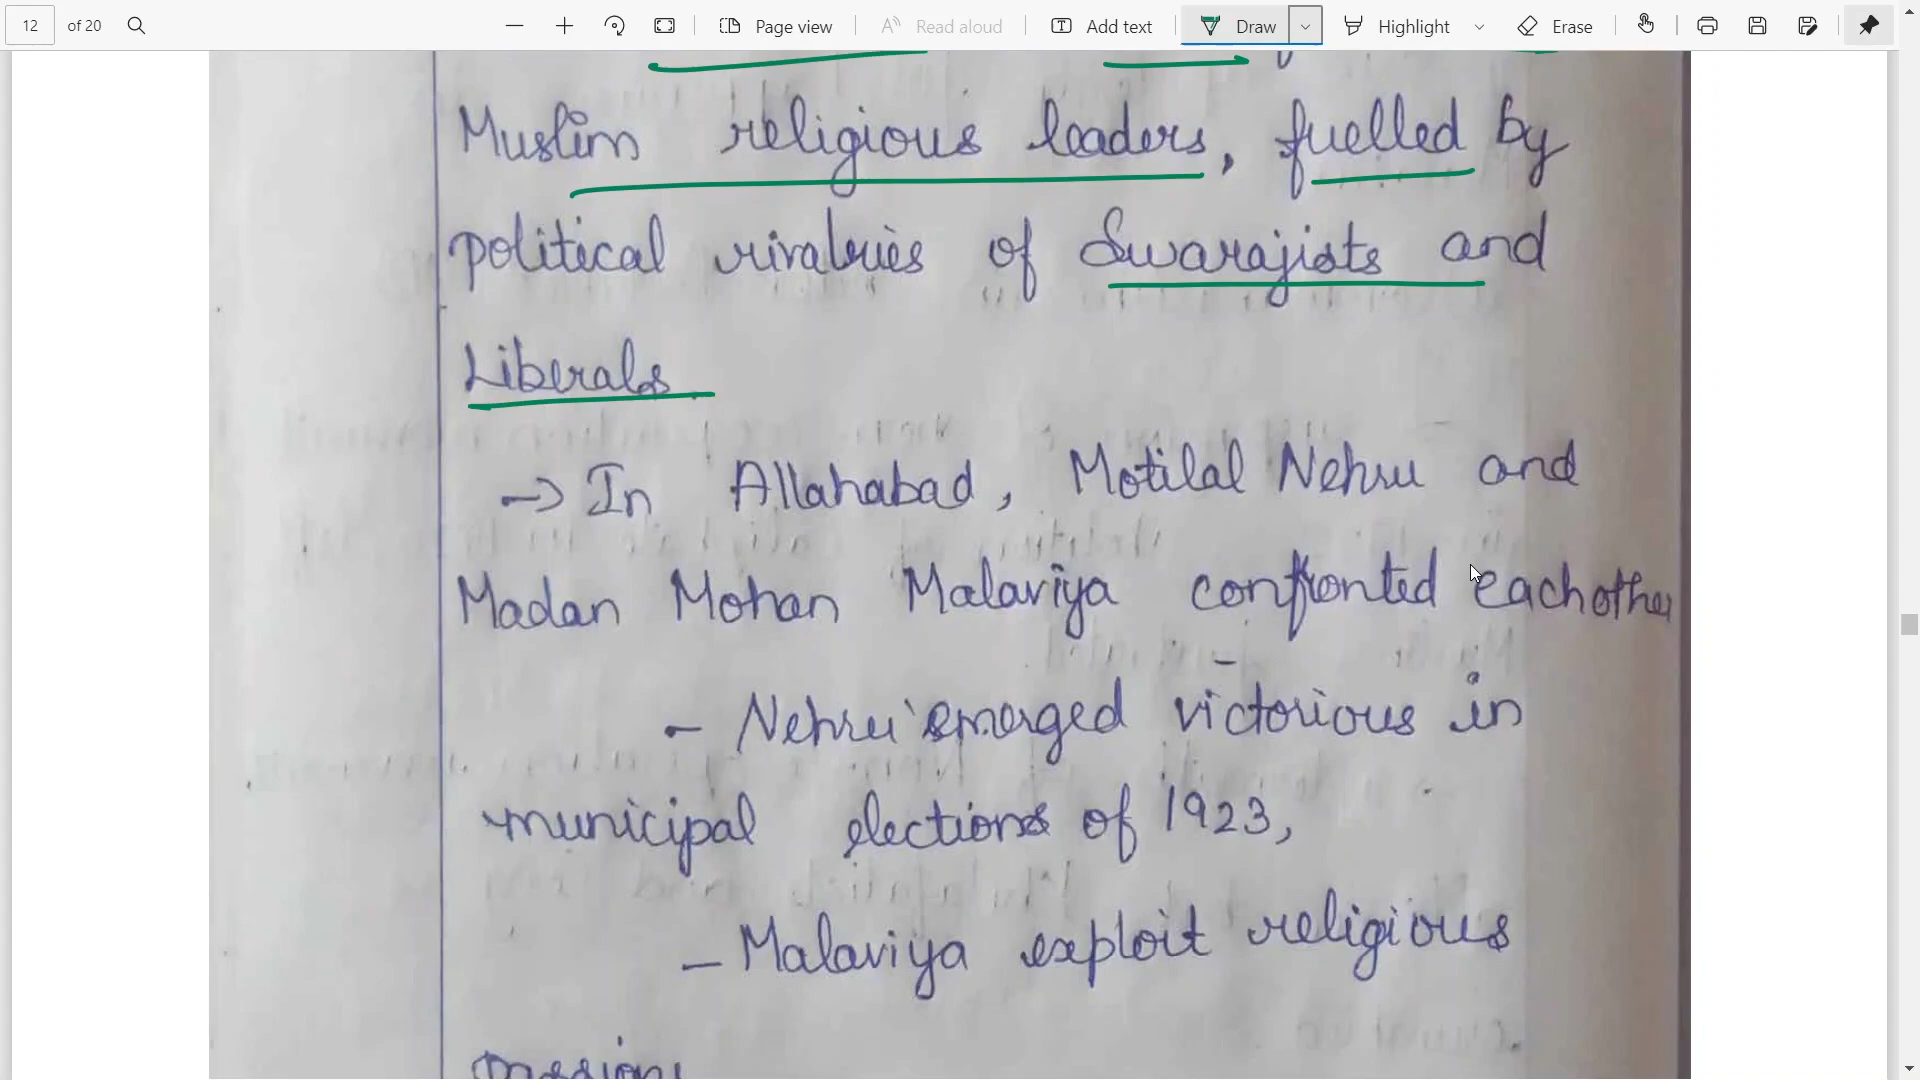 12 of 20 Page view Read aloud Add text Draw Highlight Erase
Muslim religious leaders, fuelled by
political rivalries of Swarajists and
Liberals.
→ In Allahabad, Motilal Nehru and
Madan Mohan Malaviya confronted eachother
- Nehru emerged victorious in
municipal elections of 1923,
- Malaviya exploit religious